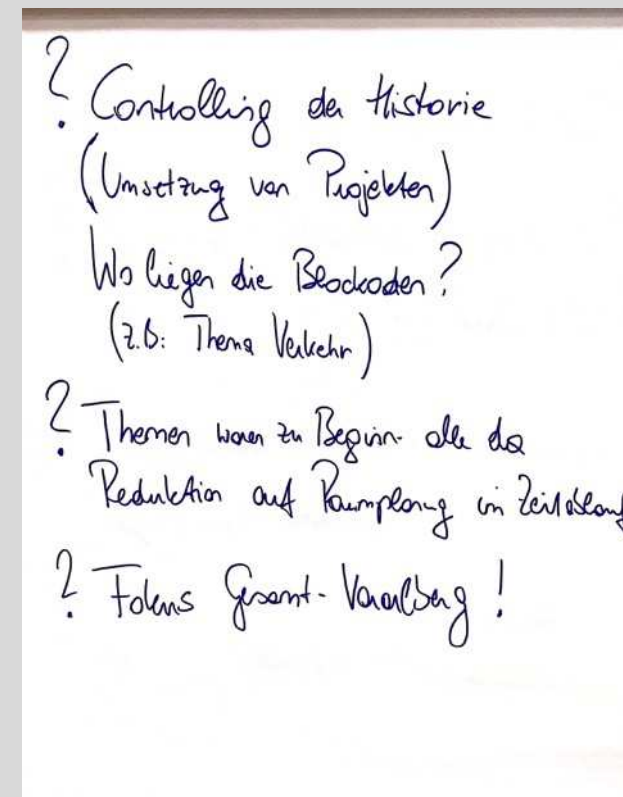 ? Controlling der Historie
(Umsetzung von Projekten)
Wo liegen die Blockaden?
(z.B: Thema Verkehr)
? Themen waren zu Beginn alle da
Reduktion auf Raumplanung im Zeitablauf
? Fokus Gesamt-Vorarlberg!